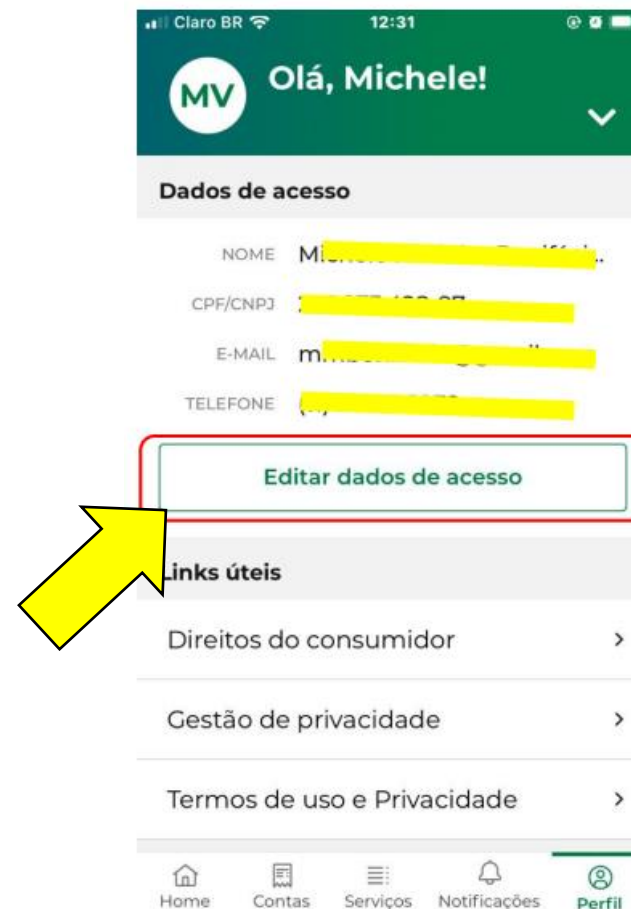 Claro BR 12:31
MV Olá, Michele!
Dados de acesso
NOME
CPF/CNPJ
E-MAIL
TELEFONE
Editar dados de acesso
Links úteis
Direitos do consumidor
Gestão de privacidade
Termos de uso e Privacidade
Home Contas Serviços Notificações Perfil